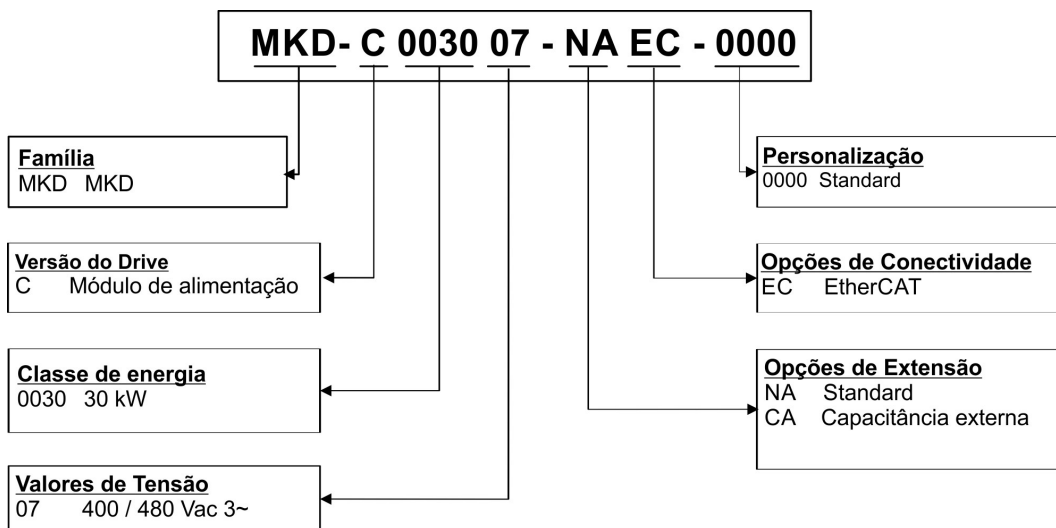 MKD- C 0030 07 - NA EC - 0000
Família
MKD MKD
Versão do Drive
C Módulo de alimentação
Classe de energia
0030 30 kW
Valores de Tensão
07 400 / 480 Vac 3~
Personalização
0000 Standard
Opções de Conectividade
EC EtherCAT
Opções de Extensão
NA Standard
CA Capacitância externa